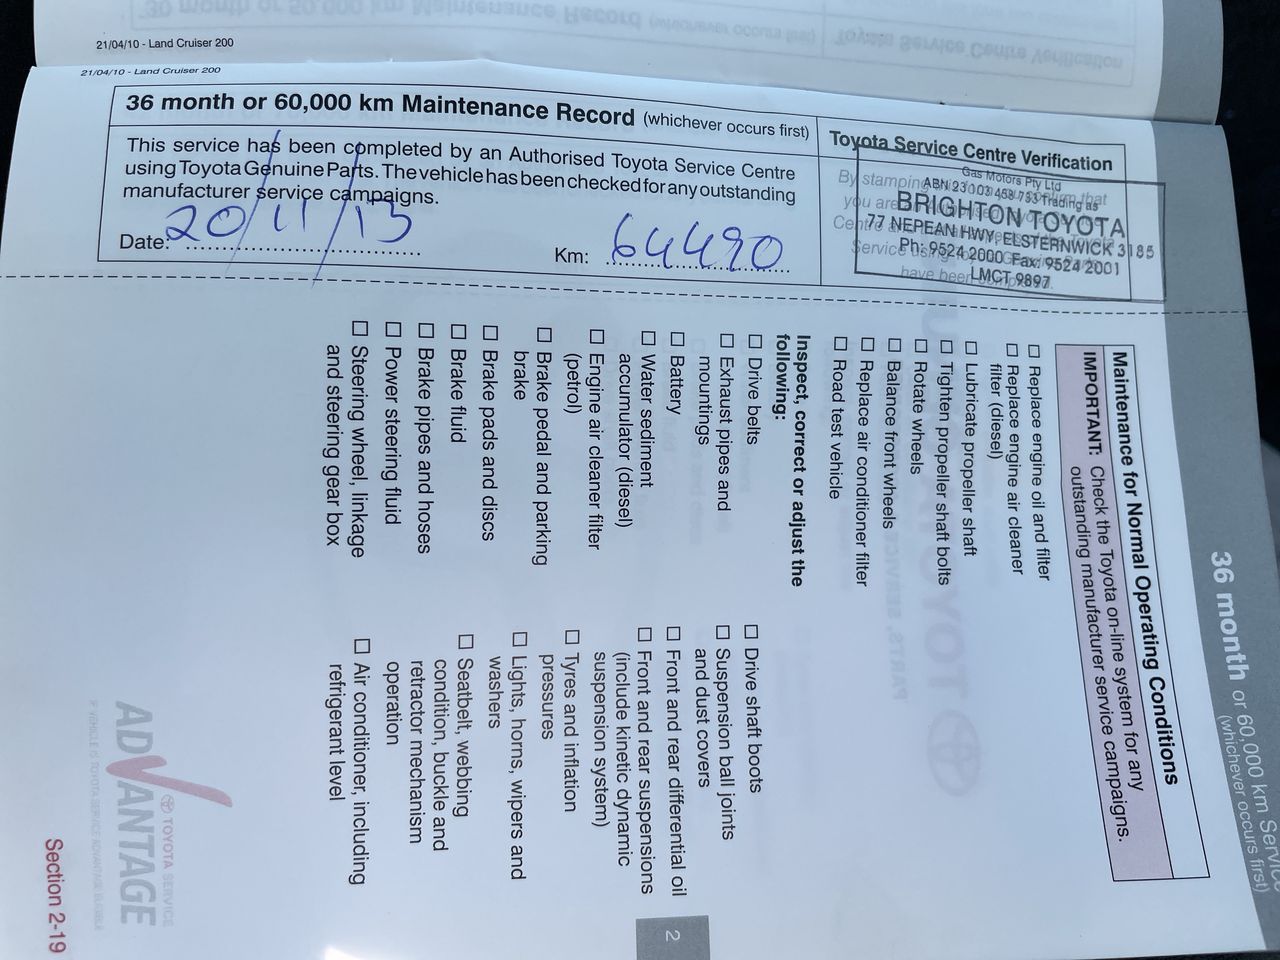 21/04/10 - Land Cruiser 200
21/04/10 - Land Cruiser 200
36 month or 60,000 km Maintenance Record (whichever occurs first)
This service has been completed by an Authorised Toyota Service Centre
using Toyota Genuine Parts. The vehicle has been checked for any outstanding
manufacturer service campaigns.
Date: 20/11/13
Km: 64490
Toyota Service Centre Verification
By stamping
you are
Centre
Service
have been
Gas Motors Pty Ltd
ABN 23 003 458 753 Trading as
BRIGHTON TOYOTA
77 NEPEAN HWY, ELSTERNWICK 3185
Ph: 9524 2000 Fax: 9524 2001
LMCT 9897
36 month or 60,000 km Service
(whichever occurs first)
Maintenance for Normal Operating Conditions
IMPORTANT: Check the Toyota on-line system for any
outstanding manufacturer service campaigns.
☐ Replace engine oil and filter
☐ Replace engine air cleaner
filter (diesel)
☐ Lubricate propeller shaft
☐ Tighten propeller shaft bolts
☐ Rotate wheels
☐ Balance front wheels
☐ Replace air conditioner filter
☐ Road test vehicle
Inspect, correct or adjust the
following:
☐ Drive belts
☐ Exhaust pipes and
mountings
☐ Battery
☐ Water sediment
accumulator (diesel)
☐ Engine air cleaner filter
(petrol)
☐ Brake pedal and parking
brake
☐ Brake pads and discs
☐ Brake fluid
☐ Brake pipes and hoses
☐ Power steering fluid
☐ Steering wheel, linkage
and steering gear box
☐ Drive shaft boots
☐ Suspension ball joints
and dust covers
☐ Front and rear differential oil
☐ Front and rear suspensions
(include kinetic dynamic
suspension system)
☐ Tyres and inflation
pressures
☐ Lights, horns, wipers and
washers
☐ Seatbelt, webbing
condition, buckle and
retractor mechanism
operation
☐ Air conditioner, including
refrigerant level
2
TOYOTA SERVICE
ADVANTAGE
Section 2-19